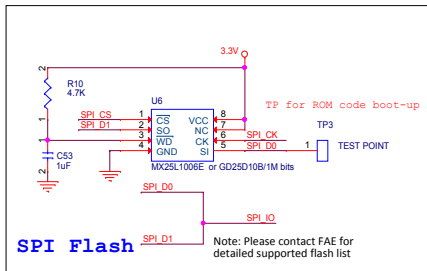 3.3V
2
R10
4.7K
1
U6
TP for ROM code boot-up
SPI_CS
1
CS
VCC
8
SPI_D1
2
SO
NC
7
3
WD
CK
6
SPI_CK
TP3
4
GND
SI
5
SPI_D0
1
TEST POINT
1
C53
1uF
2
MX25L1006E or GD25D10B/1M bits
SPI_D0
SPI_IO
SPI_D1
SPI Flash
Note: Please contact FAE for
detailed supported flash list